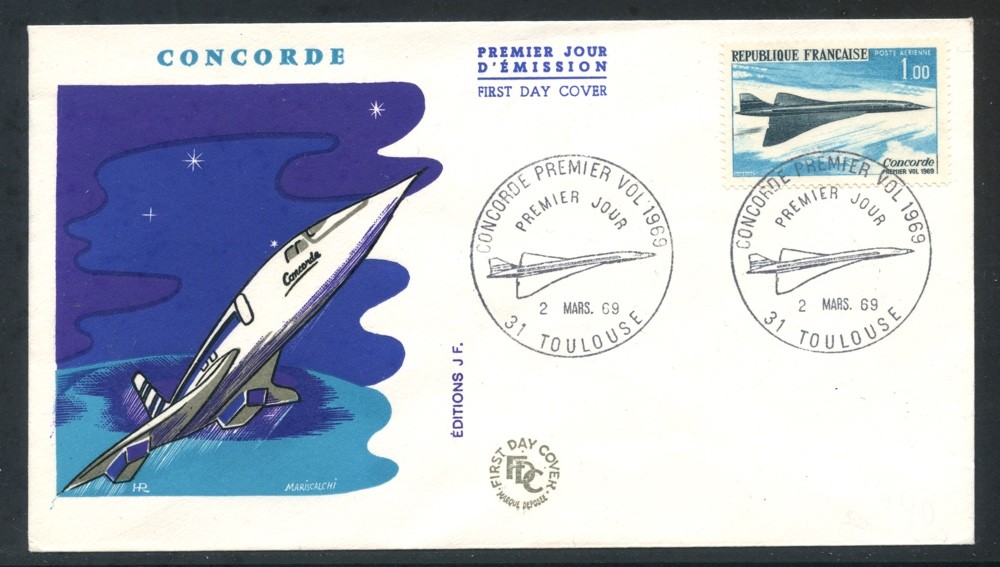 CONCORDE
PREMIER JOUR
D'ÉMISSION
FIRST DAY COVER
REPUBLIQUE FRANCAISE
POSTE AERIENNE
1.00
Concorde
PREMIER VOL 1969
CONCORDE PREMIER VOL 1969
PREMIER JOUR
2 MARS. 69
31 TOULOUSE
CONCORDE PREMIER VOL 1969
PREMIER JOUR
2 MARS. 69
31 TOULOUSE
Concorde
ÉDITIONS J F.
FIRST DAY COVER
FDC
MARQUE DÉPOSÉE
HR
MARISCALCHI